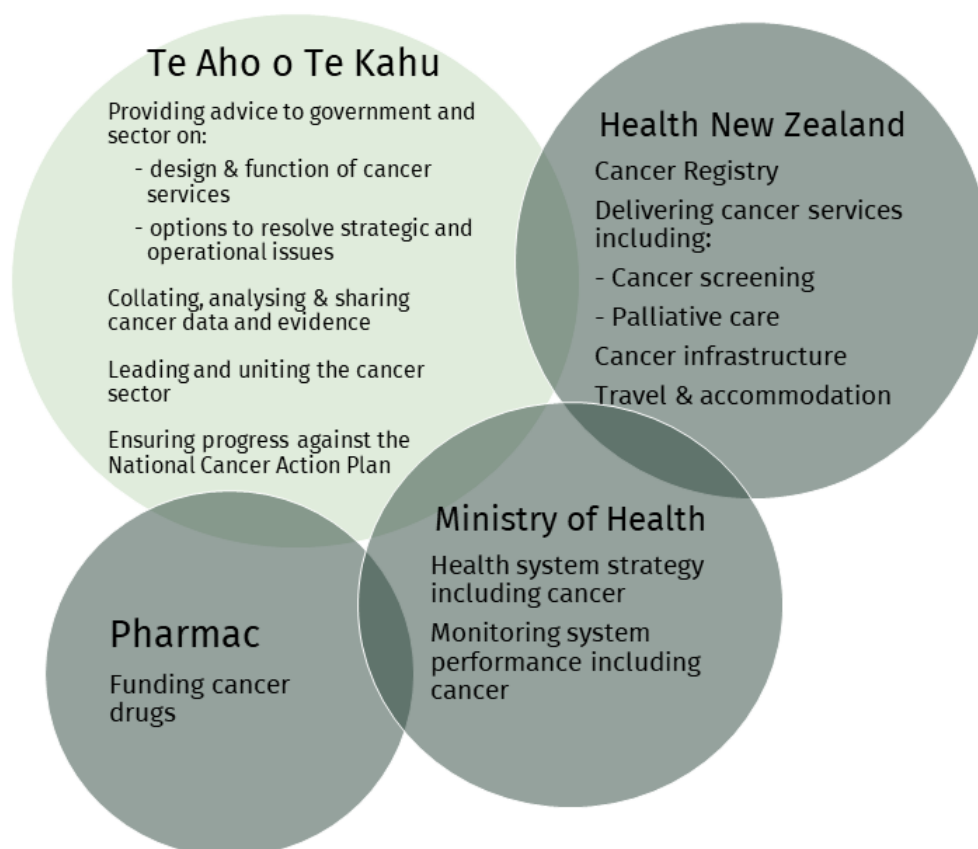 Te Aho o Te Kahu
Providing advice to government and
sector on:
- design & function of cancer
services
- options to resolve strategic and
operational issues
Collating, analysing & sharing
cancer data and evidence
Leading and uniting the cancer
sector
Ensuring progress against the
National Cancer Action Plan
Health New Zealand
Cancer Registry
Delivering cancer services
including:
- Cancer screening
- Palliative care
Cancer infrastructure
Travel & accommodation
Ministry of Health
Health system strategy
including cancer
Monitoring system
performance including
cancer
Pharmac
Funding cancer
drugs